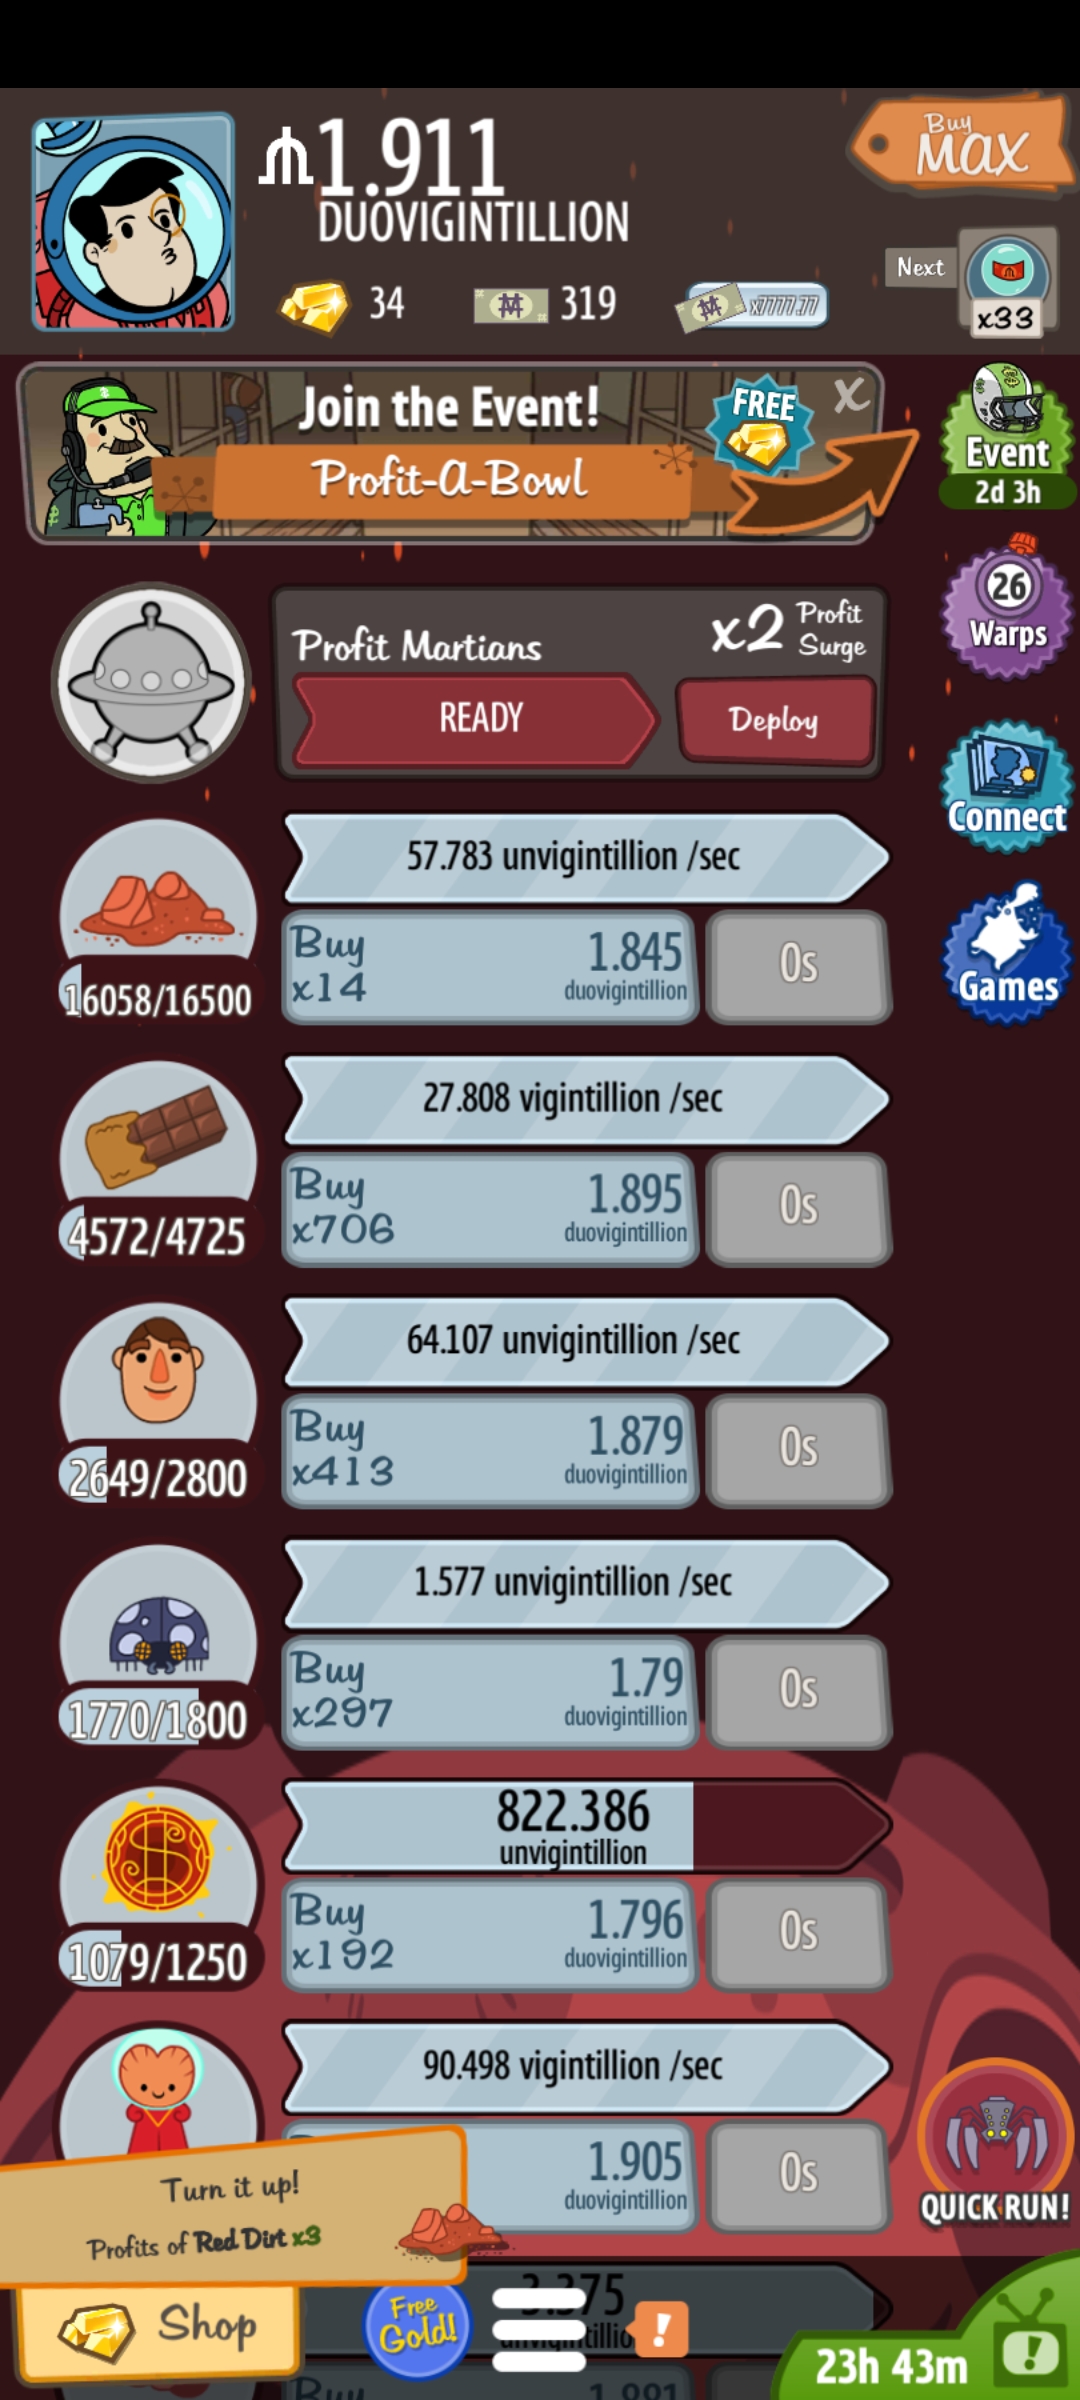 1.911
DUOVIGINTILLION
Buy
MAX
34
319
x7777.77
Next
x33
Join the Event!
Profit-A-Bowl
FREE
X
Event
2d 3h
26
Warps
Profit Martians
x2 Profit Surge
READY
Deploy
Connect
Games
57.783 unvigintillion /sec
16058/16500
Buy
x14
1.845
duovigintillion
0s
27.808 vigintillion /sec
4572/4725
Buy
x706
1.895
duovigintillion
0s
64.107 unvigintillion /sec
2649/2800
Buy
x413
1.879
duovigintillion
0s
1.577 unvigintillion /sec
1770/1800
Buy
x297
1.79
duovigintillion
0s
822.386
unvigintillion
1079/1250
Buy
x192
1.796
duovigintillion
0s
90.498 vigintillion /sec
1.905
duovigintillion
0s
QUICK RUN!
Turn it up!
Profits of Red Dirt x3
Shop
Free
Gold!
!
23h 43m
!
Buy